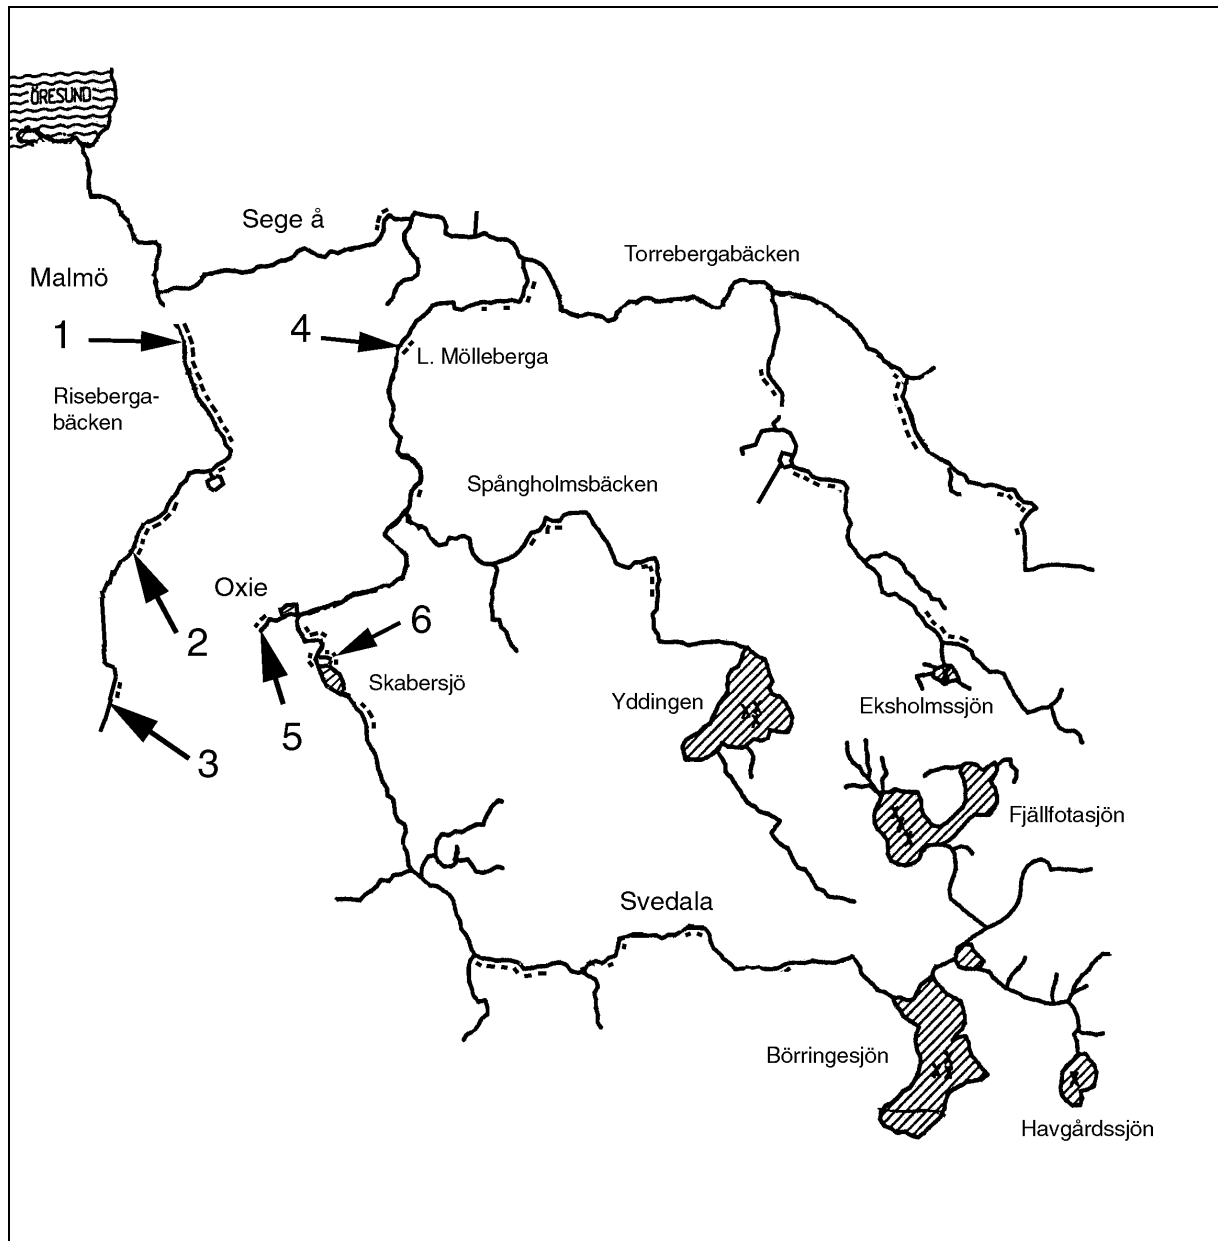 ÖRESUND
Sege å
Torrebergabäcken
Malmö
1
4
L. Mölleberga
Riseberga-
bäcken
Spångholmsbäcken
Oxie
6
2
Skabersjö
Yddingen
Eksholmssjön
5
3
Fjällfotasjön
Svedala
Börringesjön
Havgårdssjön